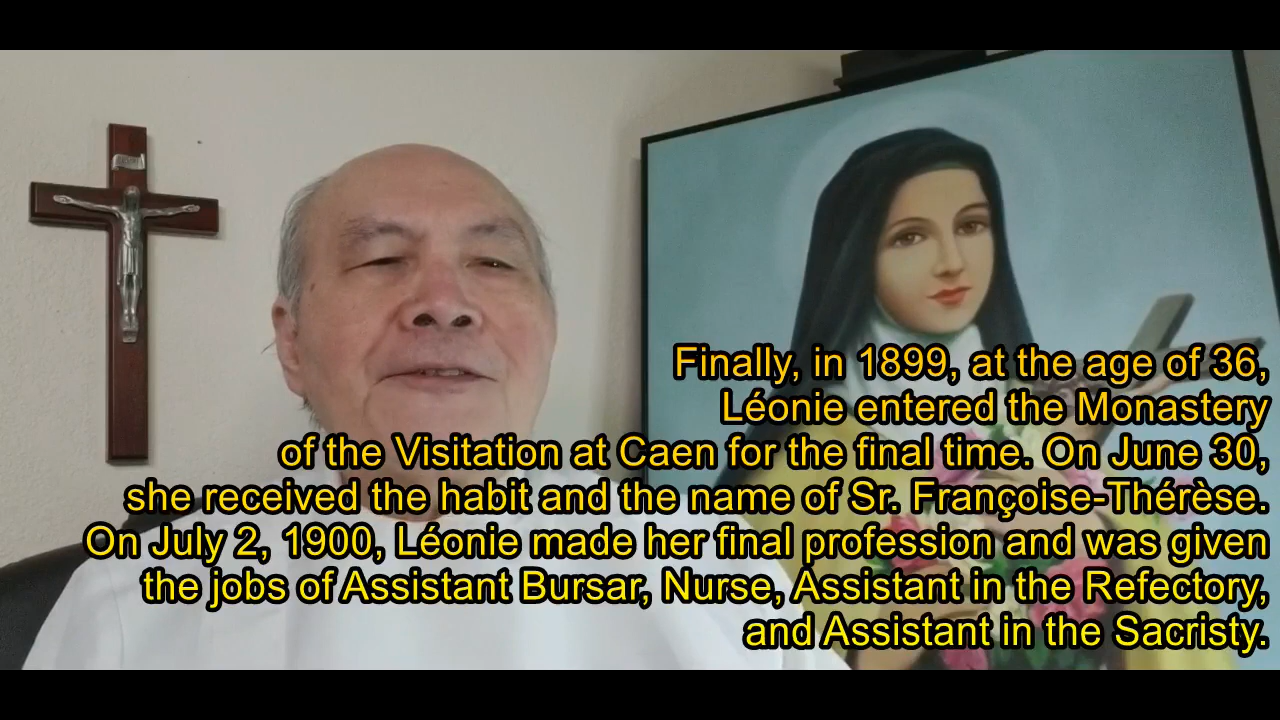 Finally, in 1899, at the age of 36,
Léonie entered the Monastery
of the Visitation at Caen for the final time. On June 30,
she received the habit and the name of Sr. Françoise-Thérèse.
On July 2, 1900, Léonie made her final profession and was given
the jobs of Assistant Bursar, Nurse, Assistant in the Refectory,
and Assistant in the Sacristy.